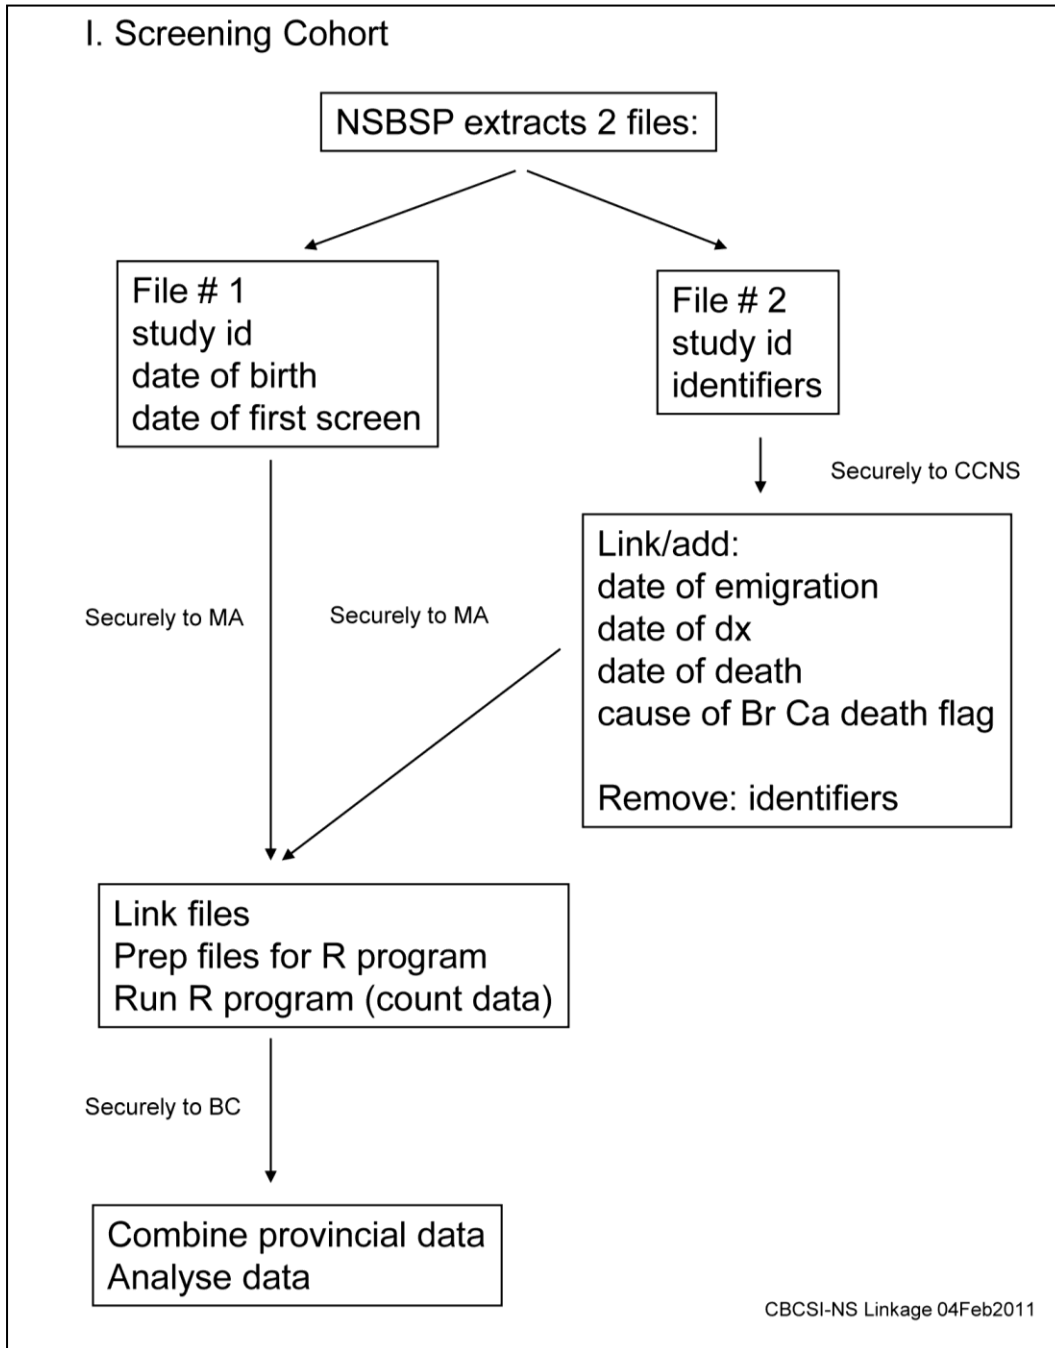 I. Screening Cohort
NSBSP extracts 2 files:
File # 1
study id
date of birth
date of first screen
File # 2
study id
identifiers
Securely to CCNS
Link/add:
date of emigration
date of dx
date of death
cause of Br Ca death flag
Remove: identifiers
Securely to MA
Securely to MA
Link files
Prep files for R program
Run R program (count data)
Securely to BC
Combine provincial data
Analyse data
CBCSI-NS Linkage 04Feb2011